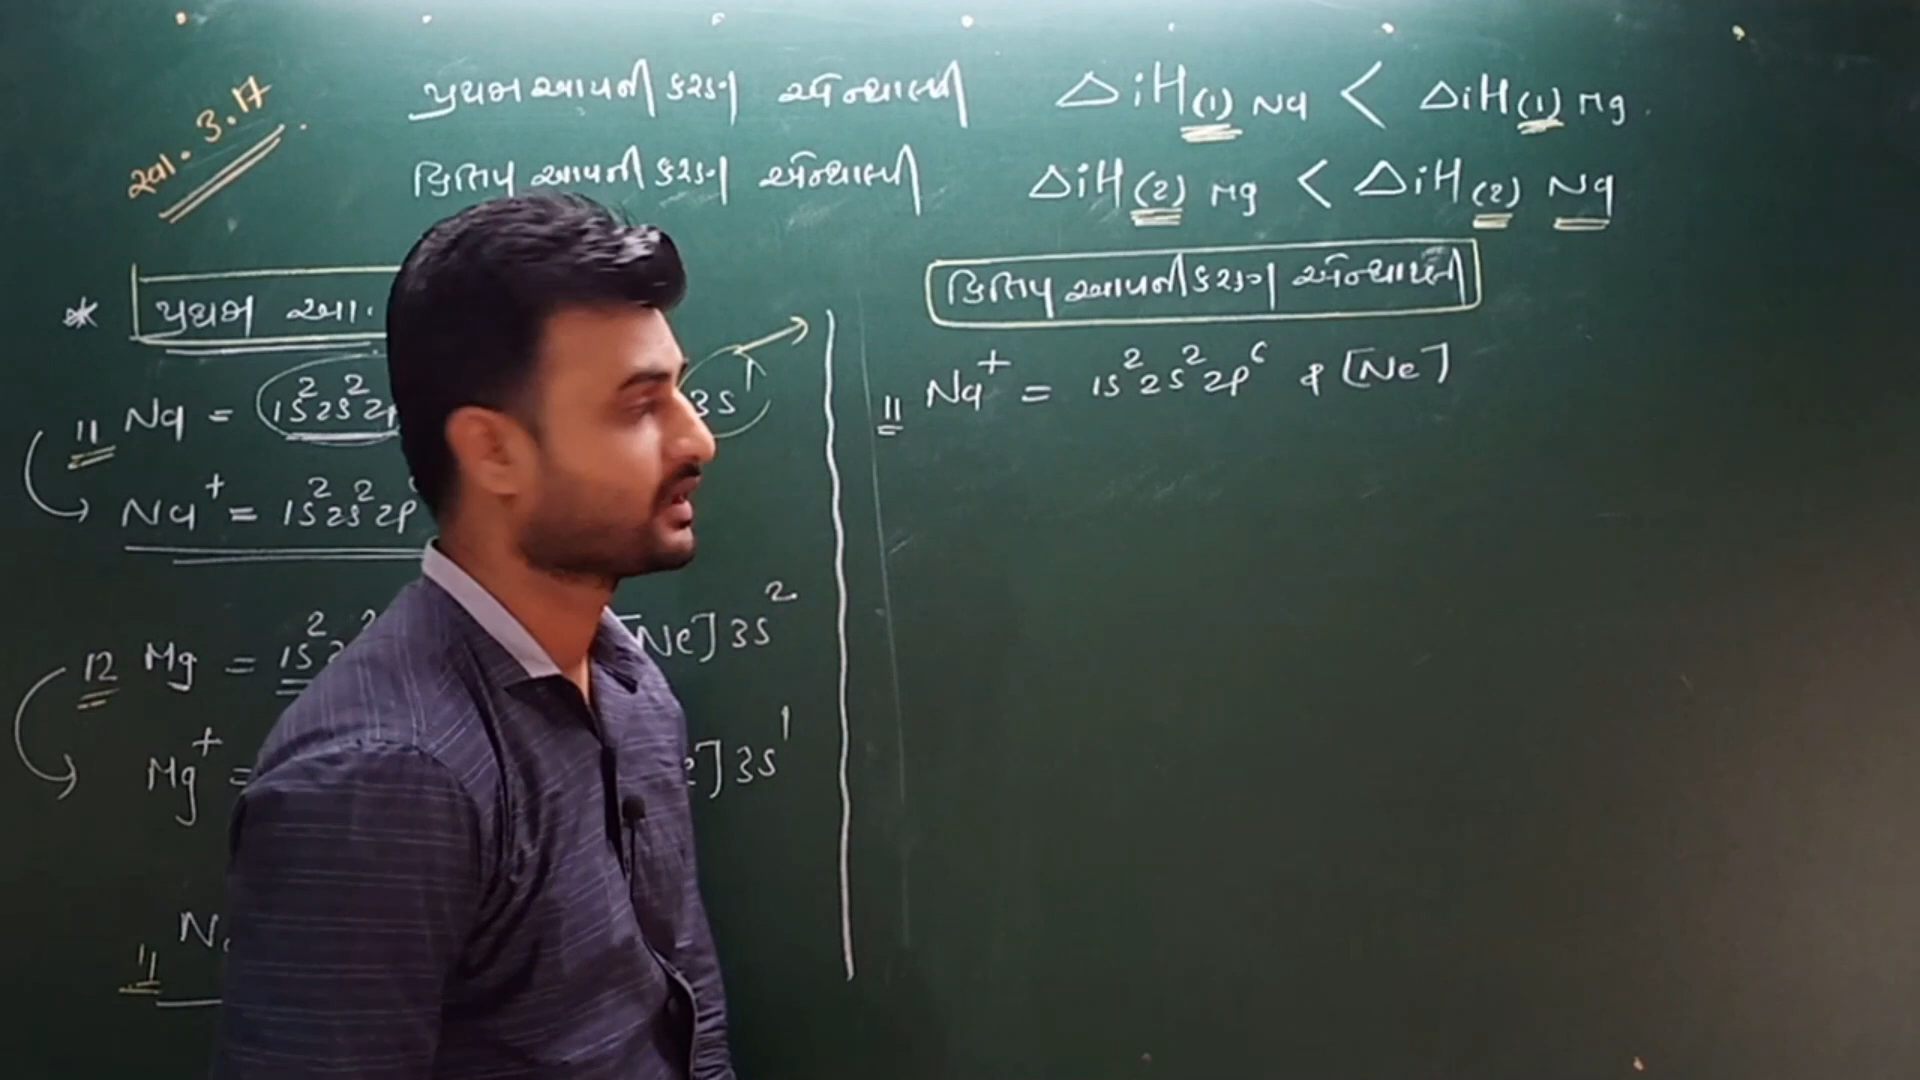 સ્વા. 3.17
પ્રથમ આયનીકરણ એન્થાલ્પી ΔiH(1) Na < ΔiH(1) Mg.
દ્વિતિય આયનીકરણ એન્થાલ્પી ΔiH(2) Mg < ΔiH(2) Na
* પ્રથમ આ.
11 Na = 1s² 2s² 2p 3s¹
Na⁺ = 1s² 2s² 2p
12 Mg = 1s² [Ne] 3s²
Mg⁺ = ] 3s¹
11
દ્વિતિય આયનીકરણ એન્થાલ્પી
11 Na⁺ = 1s² 2s² 2p⁶ [Ne]